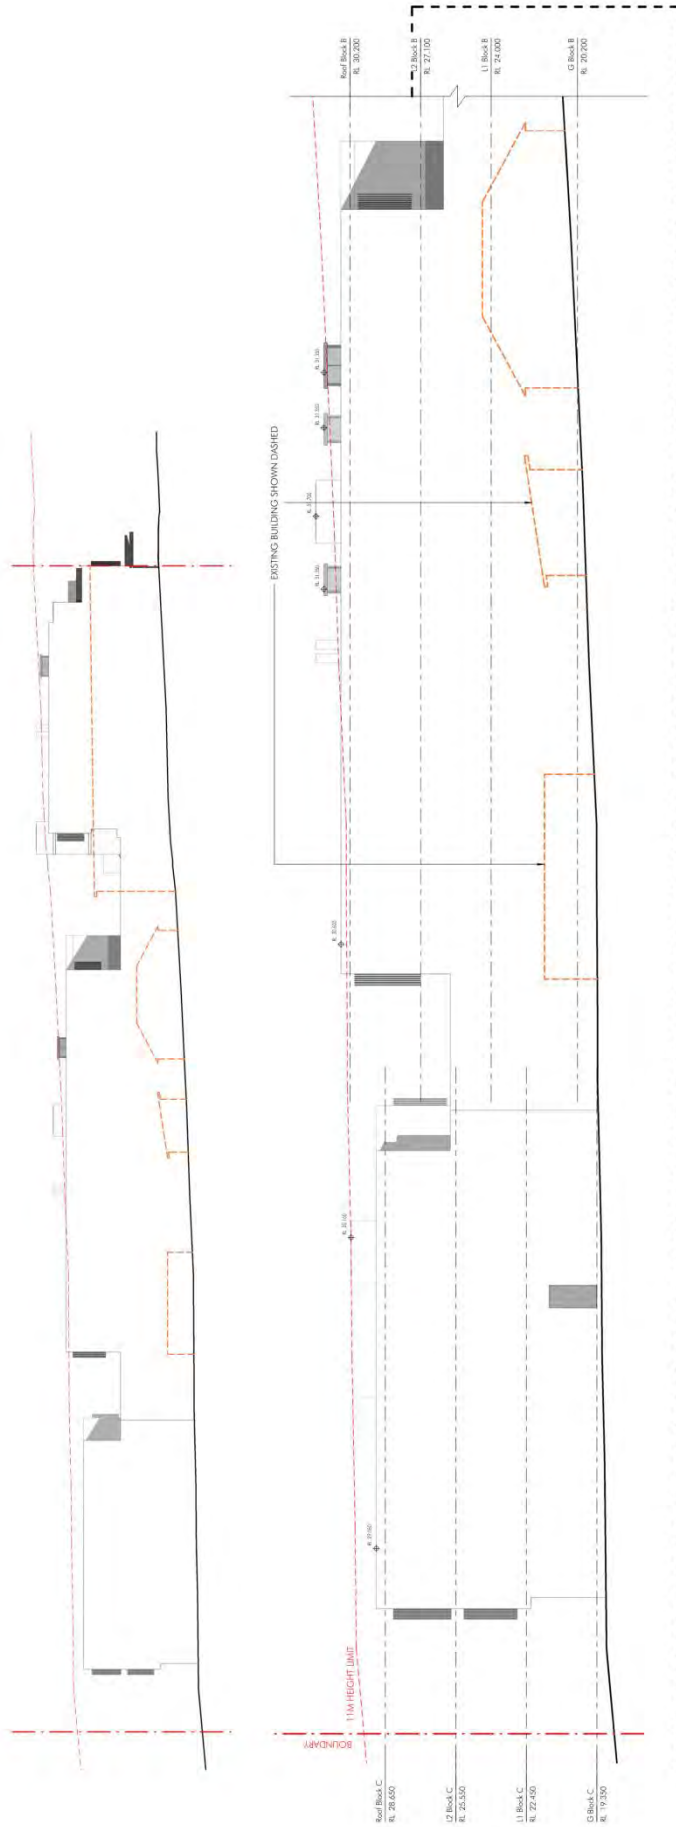 Roof Block B
RL 30.200
L2 Block B
RL 27.100
L1 Block B
RL 24.000
G Block B
RL 20.200
EXISTING BUILDING SHOWN DASHED
11M HEIGHT LIMIT
BOUNDARY
Roof Block C
RL 28.650
L2 Block C
RL 25.550
L1 Block C
RL 22.450
G Block C
RL 19.350